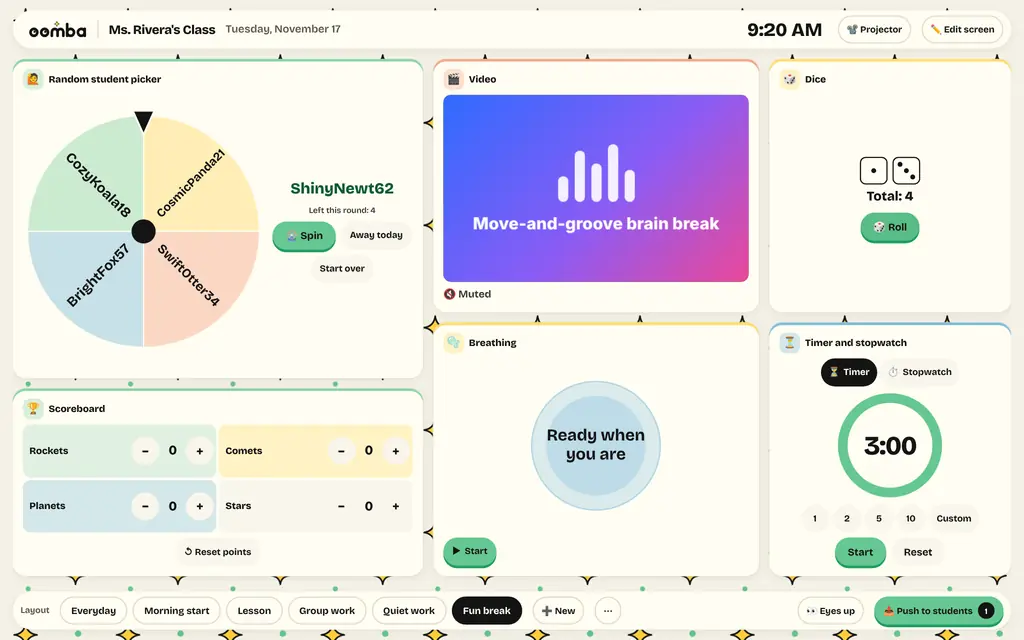 oomba
Ms. Rivera's Class
Tuesday, November 17
9:20 AM
Projector
Edit screen
Random student picker
CozyKoala18
CosmicPanda21
BrightFox57
SwiftOtter34
ShinyNewt62
Left this round: 4
Spin
Away today
Start over
Video
Move-and-groove brain break
Muted
Dice
Total: 4
Roll
Scoreboard
Rockets - 0 +
Comets - 0 +
Planets - 0 +
Stars - 0 +
Reset points
Breathing
Ready when
you are
Start
Timer and stopwatch
Timer
Stopwatch
3:00
1 2 5 10 Custom
Start
Reset
Layout
Everyday
Morning start
Lesson
Group work
Quiet work
Fun break
New
...
Eyes up
Push to students 1